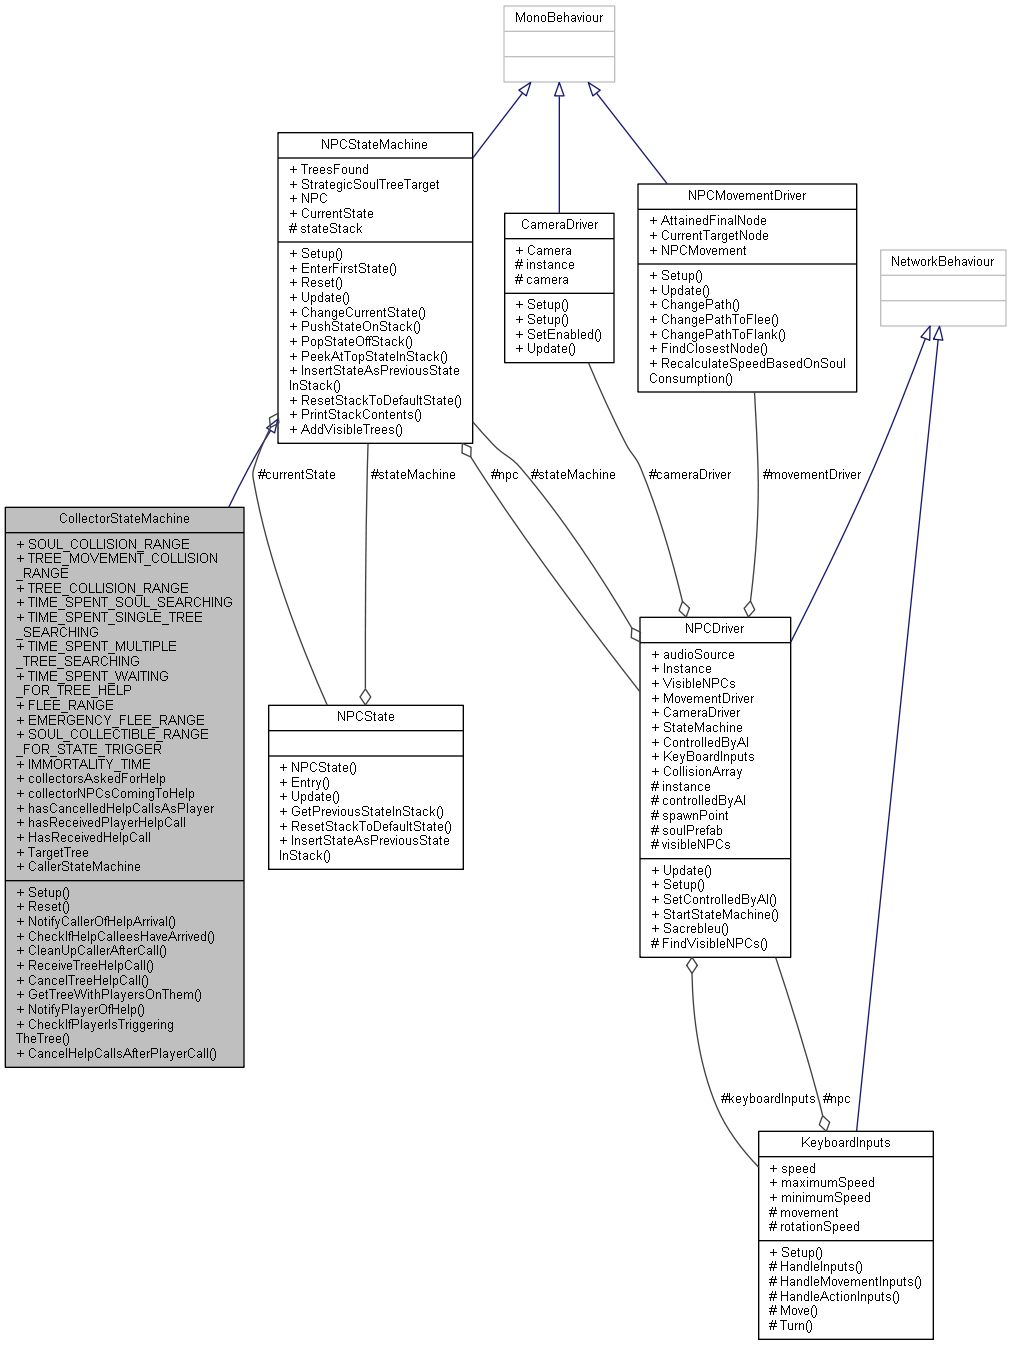 MonoBehaviour
NPCStateMachine
+ TreesFound
+ StrategicSoulTreeTarget
+ NPC
+ CurrentState
# stateStack
+ Setup()
+ EnterFirstState()
+ Reset()
+ Update()
+ ChangeCurrentState()
+ PushStateOnStack()
+ PopStateOffStack()
+ PeekAtTopStateInStack()
+ InsertStateAsPreviousState
InStack()
+ ResetStackToDefaultState()
+ PrintStackContents()
+ AddVisibleTrees()
CameraDriver
+ Camera
# instance
# camera
+ Setup()
+ Setup()
+ SetEnabled()
+ Update()
NPCMovementDriver
+ AttainedFinalNode
+ CurrentTargetNode
+ NPCMovement
+ Setup()
+ Update()
+ ChangePath()
+ ChangePathToFlee()
+ ChangePathToFlank()
+ FindClosestNode()
+ RecalculateSpeedBasedOnSoul
Consumption()
NetworkBehaviour
#currentState
#stateMachine
#npc
#stateMachine
#cameraDriver
#movementDriver
CollectorStateMachine
+ SOUL_COLLISION_RANGE
+ TREE_MOVEMENT_COLLISION
_RANGE
+ TREE_COLLISION_RANGE
+ TIME_SPENT_SOUL_SEARCHING
+ TIME_SPENT_SINGLE_TREE
_SEARCHING
+ TIME_SPENT_MULTIPLE
_TREE_SEARCHING
+ TIME_SPENT_WAITING
_FOR_TREE_HELP
+ FLEE_RANGE
+ EMERGENCY_FLEE_RANGE
+ SOUL_COLLECTIBLE_RANGE
_FOR_STATE_TRIGGER
+ IMMORTALITY_TIME
+ collectorsAskedForHelp
+ collectorNPCsComingToHelp
+ hasCancelledHelpCallsAsPlayer
+ hasReceivedPlayerHelpCall
+ HasReceivedHelpCall
+ TargetTree
+ CallerStateMachine
+ Setup()
+ Reset()
+ NotifyCallerOfHelpArrival()
+ CheckIfHelpCalleesHaveArrived()
+ CleanUpCallerAfterCall()
+ ReceiveTreeHelpCall()
+ CancelTreeHelpCall()
+ GetTreeWithPlayersOnThem()
+ NotifyPlayerOfHelp()
+ CheckIfPlayerIsTriggering
TheTree()
+ CancelHelpCallsAfterPlayerCall()
NPCState
+ NPCState()
+ Entry()
+ Update()
+ GetPreviousStateInStack()
+ ResetStackToDefaultState()
+ InsertStateAsPreviousState
InStack()
NPCDriver
+ audioSource
+ Instance
+ VisibleNPCs
+ MovementDriver
+ CameraDriver
+ StateMachine
+ ControlledByAI
+ KeyBoardInputs
+ CollisionArray
# instance
# controlledByAI
# spawnPoint
# soulPrefab
# visibleNPCs
+ Update()
+ Setup()
+ SetControlledByAI()
+ StartStateMachine()
+ Sacrebleu()
# FindVisibleNPCs()
#keyboardInputs
#npc
KeyboardInputs
+ speed
+ maximumSpeed
+ minimumSpeed
# movement
# rotationSpeed
+ Setup()
# HandleInputs()
# HandleMovementInputs()
# HandleActionInputs()
# Move()
# Turn()